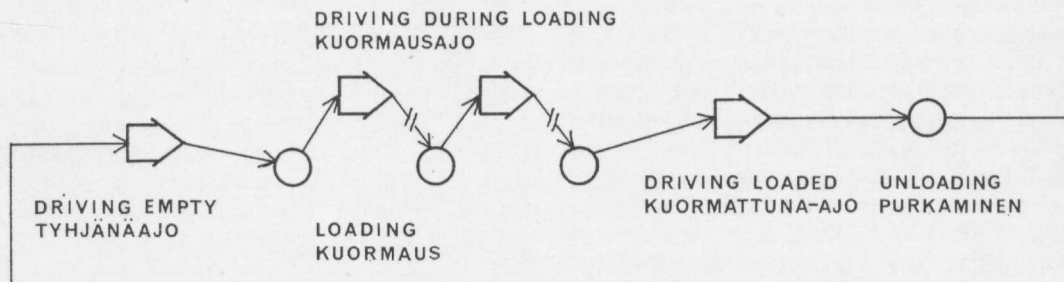 DRIVING DURING LOADING
KUORMAUSAJO
DRIVING EMPTY
TYHJÄNÄAJO
LOADING
KUORMAUS
DRIVING LOADED
KUORMATTUNA-AJO
UNLOADING
PURKAMINEN